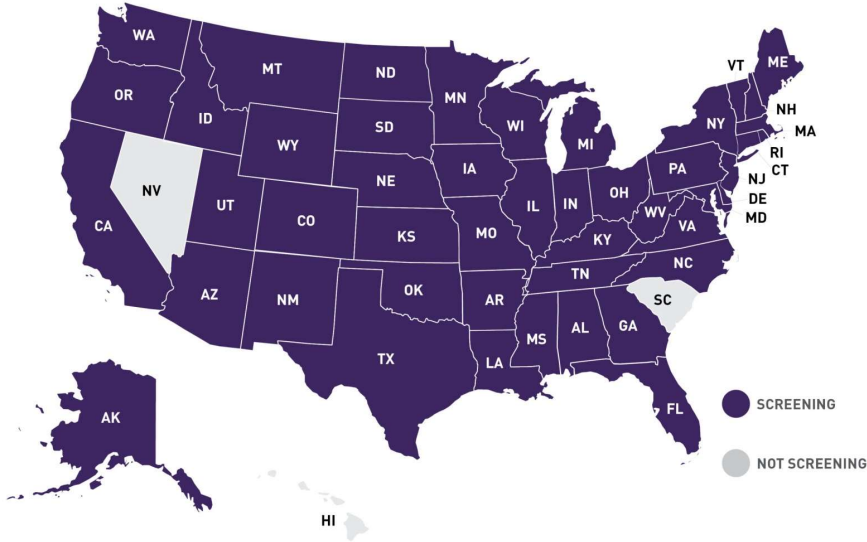 WA
MT
ND
MN
VT
ME
OR
ID
SD
WI
MI
NY
NH
MA
WY
RI
CT
NV
UT
NE
IA
PA
NJ
CA
CO
IL
IN
OH
DE
MD
KS
MO
WV
VA
KY
NC
AZ
NM
OK
AR
TN
SC
TX
LA
MS
AL
GA
FL
AK
HI
SCREENING
NOT SCREENING